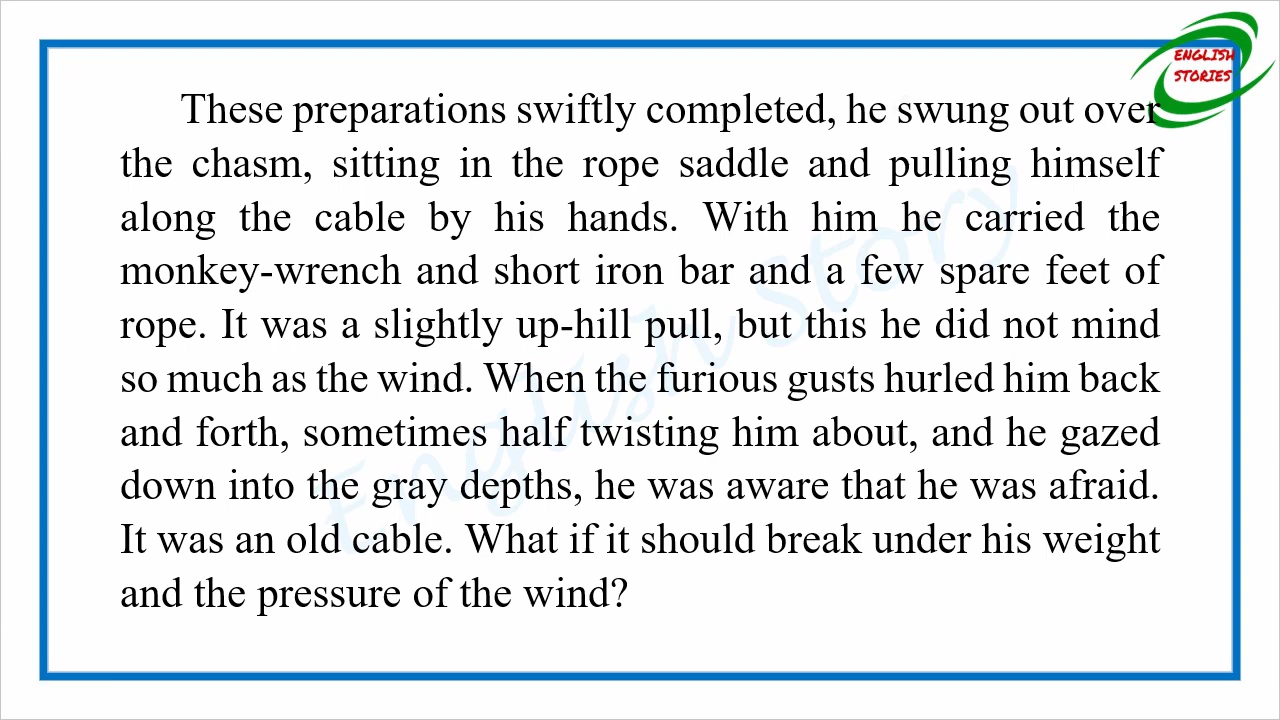 ENGLISH
STORIES
These preparations swiftly completed, he swung out over
the chasm, sitting in the rope saddle and pulling himself
along the cable by his hands. With him he carried the
monkey-wrench and short iron bar and a few spare feet of
rope. It was a slightly up-hill pull, but this he did not mind
so much as the wind. When the furious gusts hurled him back
and forth, sometimes half twisting him about, and he gazed
down into the gray depths, he was aware that he was afraid.
It was an old cable. What if it should break under his weight
and the pressure of the wind?
English Story